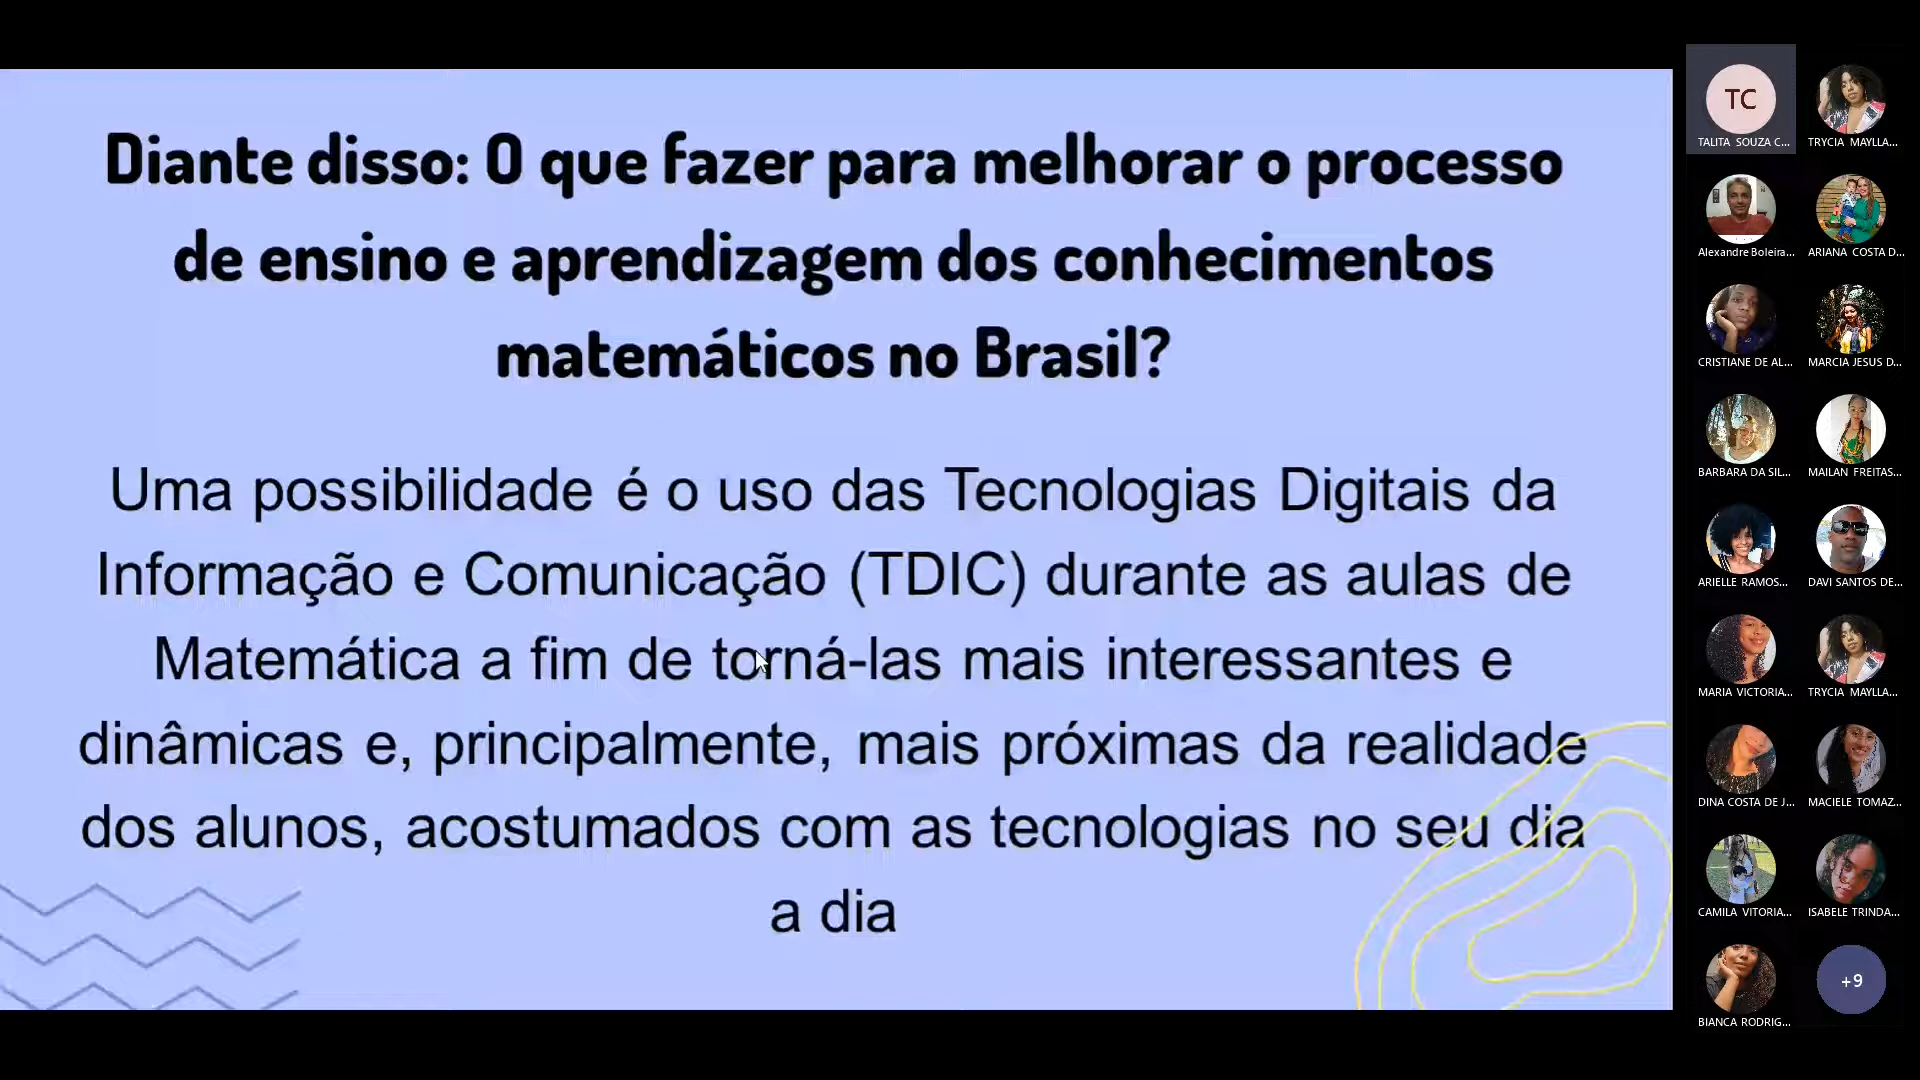 Diante disso: O que fazer para melhorar o processo
de ensino e aprendizagem dos conhecimentos
matemáticos no Brasil?
Uma possibilidade é o uso das Tecnologias Digitais da
Informação e Comunicação (TDIC) durante as aulas de
Matemática a fim de torná-las mais interessantes e
dinâmicas e, principalmente, mais próximas da realidade
dos alunos, acostumados com as tecnologias no seu dia
a dia
TC
TALITA SOUZA C...
TRYCIA MAYLLA...
Alexandre Boleira...
ARIANA COSTA D...
CRISTIANE DE AL...
MARCIA JESUS D...
BARBARA DA SIL...
MAILAN FREITAS...
ARIELLE RAMOS...
DAVI SANTOS DE...
MARIA VICTORIA...
TRYCIA MAYLLA...
DINA COSTA DE J...
MACIELE TOMAZ...
CAMILA VITORIA...
ISABELE TRINDA...
BIANCA RODRIG...
+9